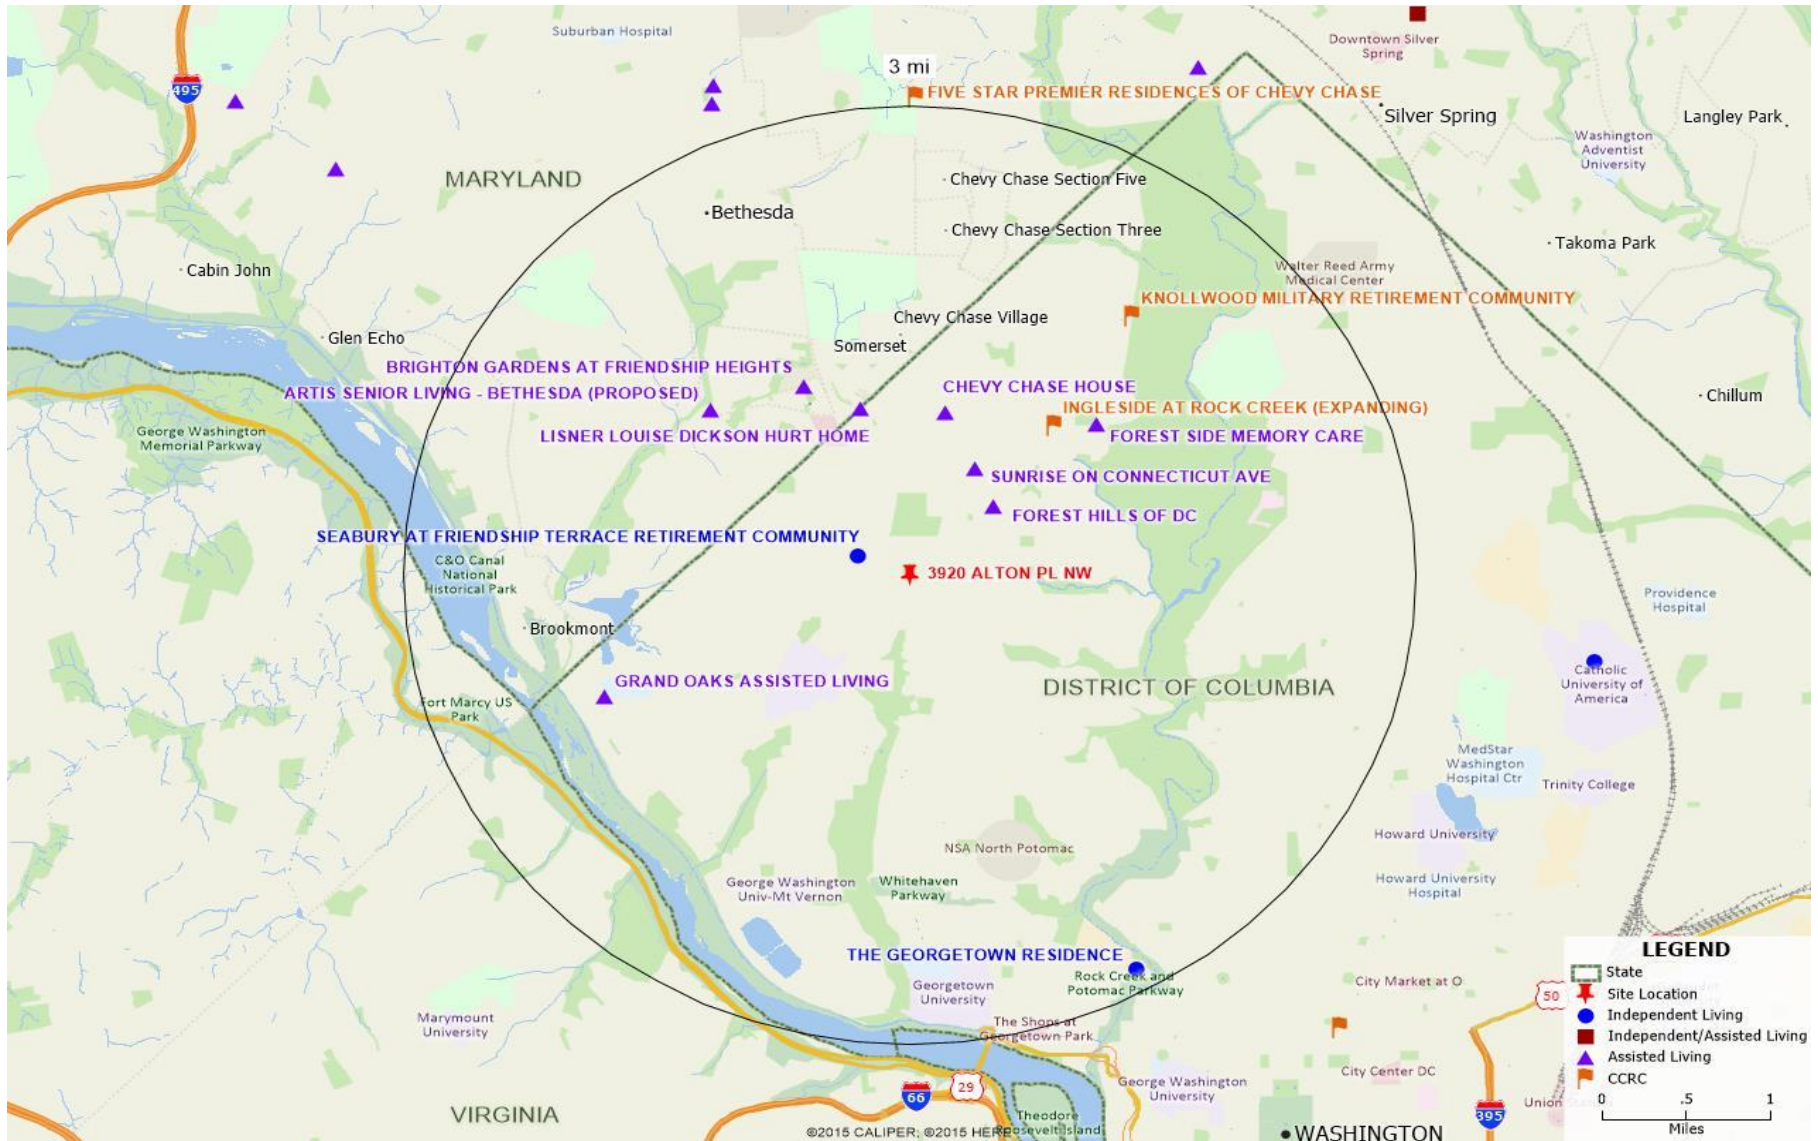 Suburban Hospital
Downtown Silver
Spring
495
3 mi
FIVE STAR PREMIER RESIDENCES OF CHEVY CHASE
Silver Spring
Langley Park
Washington
Adventist
University
MARYLAND
Chevy Chase Section Five
Bethesda
Chevy Chase Section Three
Takoma Park
Cabin John
Walter Reed Army
Medical Center
KNOLLWOOD MILITARY RETIREMENT COMMUNITY
Chevy Chase Village
Glen Echo
Somerset
BRIGHTON GARDENS AT FRIENDSHIP HEIGHTS
CHEVY CHASE HOUSE
ARTIS SENIOR LIVING - BETHESDA (PROPOSED)
Chillum
INGLESIDE AT ROCK CREEK (EXPANDING)
George Washington
Memorial Parkway
LISNER LOUISE DICKSON HURT HOME
FOREST SIDE MEMORY CARE
SUNRISE ON CONNECTICUT AVE
FOREST HILLS OF DC
SEABURY AT FRIENDSHIP TERRACE RETIREMENT COMMUNITY
C&O Canal
National
Historical Park
3920 ALTON PL NW
Providence
Hospital
Brookmont
Catholic
University of
America
GRAND OAKS ASSISTED LIVING
DISTRICT OF COLUMBIA
Fort Marcy US
Park
MedStar
Washington
Hospital Ctr
Trinity College
Howard University
NSA North Potomac
George Washington
Univ-Mt Vernon
Whitehaven
Parkway
Howard University
Hospital
THE GEORGETOWN RESIDENCE
Rock Creek and
Potomac Parkway
Georgetown
University
City Market at O
50
Marymount
University
The Shops at
Georgetown Park
City Center DC
George Washington
University
66
29
395
Union
VIRGINIA
Theodore
Roosevelt Island
©2015 CALIPER; ©2015 HERE
WASHINGTON
LEGEND
State
Site Location
Independent Living
Independent/Assisted Living
Assisted Living
CCRC
0 .5 1
Miles